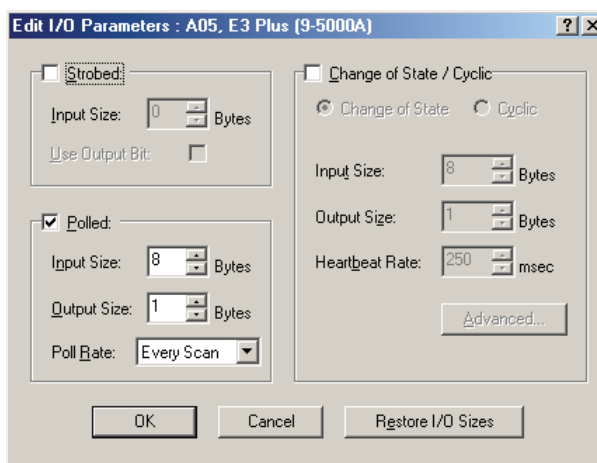 Edit I/O Parameters : A05, E3 Plus (9-5000A)
Strobed:
Input Size: 0 Bytes
Use Output Bit:
Polled:
Input Size: 8 Bytes
Output Size: 1 Bytes
Poll Rate: Every Scan
Change of State / Cyclic
Change of State Cyclic
Input Size: 8 Bytes
Output Size: 1 Bytes
Heartbeat Rate: 250 msec
Advanced...
OK Cancel Restore I/O Sizes